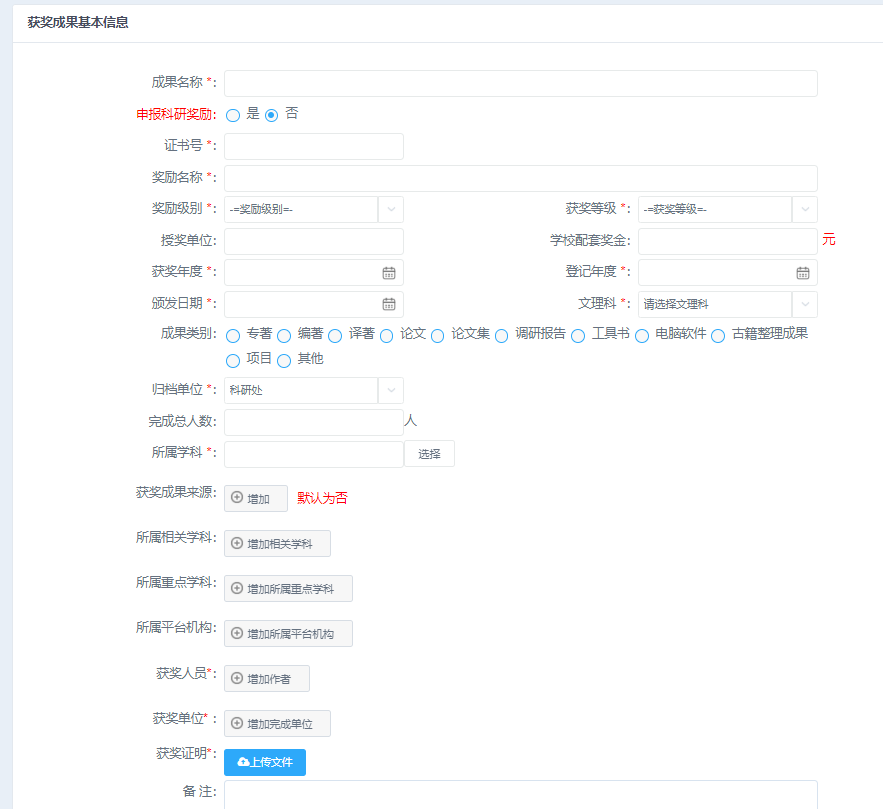 获奖成果基本信息
成果名称 *:
申报科研奖励: 是 否
证书号 *:
奖励名称 *:
奖励级别 *: -=奖励级别=- 获奖等级 *: -=获奖等级=-
授奖单位: 学校配套奖金: 元
获奖年度 *: 登记年度 *:
颁发日期 *: 文理科 *: 请选择文理科
成果类别: 专著 编著 译著 论文 论文集 调研报告 工具书 电脑软件 古籍整理成果
项目 其他
归档单位 *: 科研处
完成总人数: 人
所属学科 *: 选择
获奖成果来源: 增加 默认为否
所属相关学科: 增加相关学科
所属重点学科: 增加所属重点学科
所属平台机构: 增加所属平台机构
获奖人员*: 增加作者
获奖单位* : 增加完成单位
获奖证明*: 上传文件
备 注: